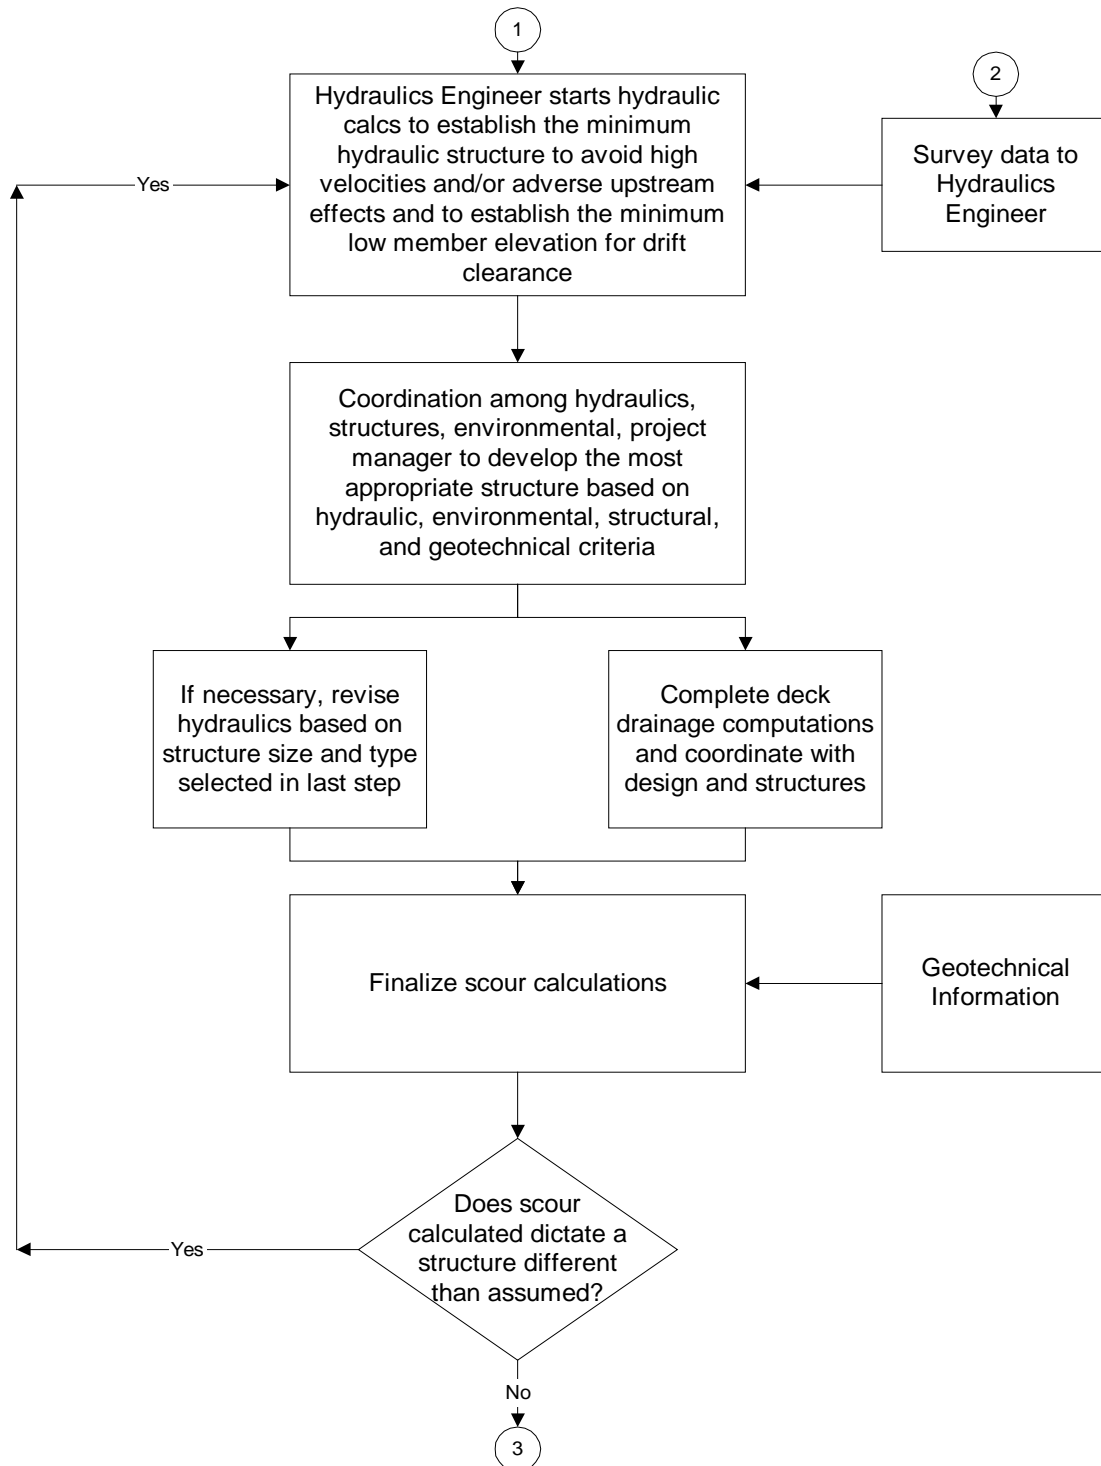 1
2
Hydraulics Engineer starts hydraulic
calcs to establish the minimum
hydraulic structure to avoid high
velocities and/or adverse upstream
effects and to establish the minimum
low member elevation for drift
clearance
Survey data to
Hydraulics
Engineer
Yes
Coordination among hydraulics,
structures, environmental, project
manager to develop the most
appropriate structure based on
hydraulic, environmental, structural,
and geotechnical criteria
If necessary, revise
hydraulics based on
structure size and type
selected in last step
Complete deck
drainage computations
and coordinate with
design and structures
Finalize scour calculations
Geotechnical
Information
Does scour
calculated dictate a
structure different
than assumed?
Yes
No
3